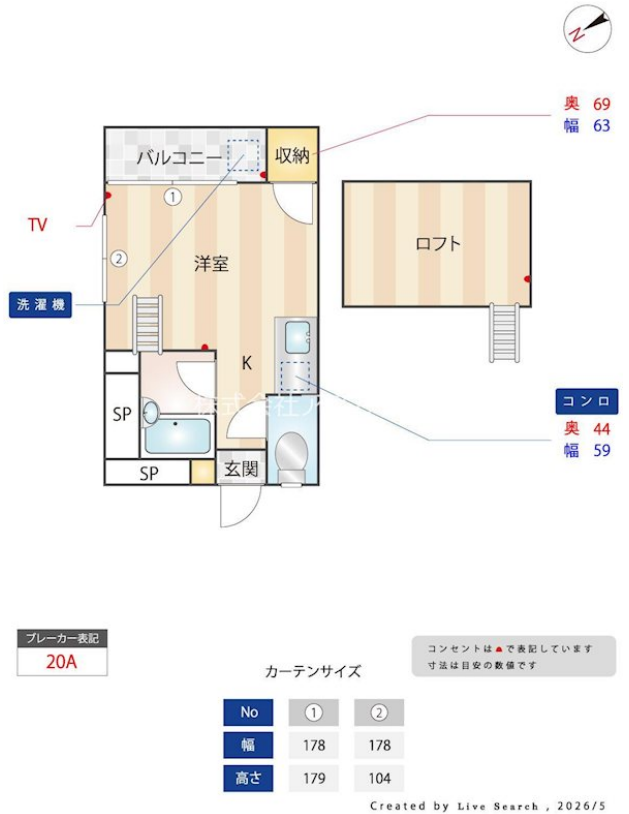 N
奥 69
幅 63
バルコニー
収納
①
TV
②
洋室
ロフト
洗濯機
K
SP
コンロ
奥 44
幅 59
SP
玄関
ブレーカー表記
20A
コンセントは▲で表記しています
寸法は目安の数値です
カーテンサイズ
No ① ②
幅 178 178
高さ 179 104
Created by Live Search , 2026/5